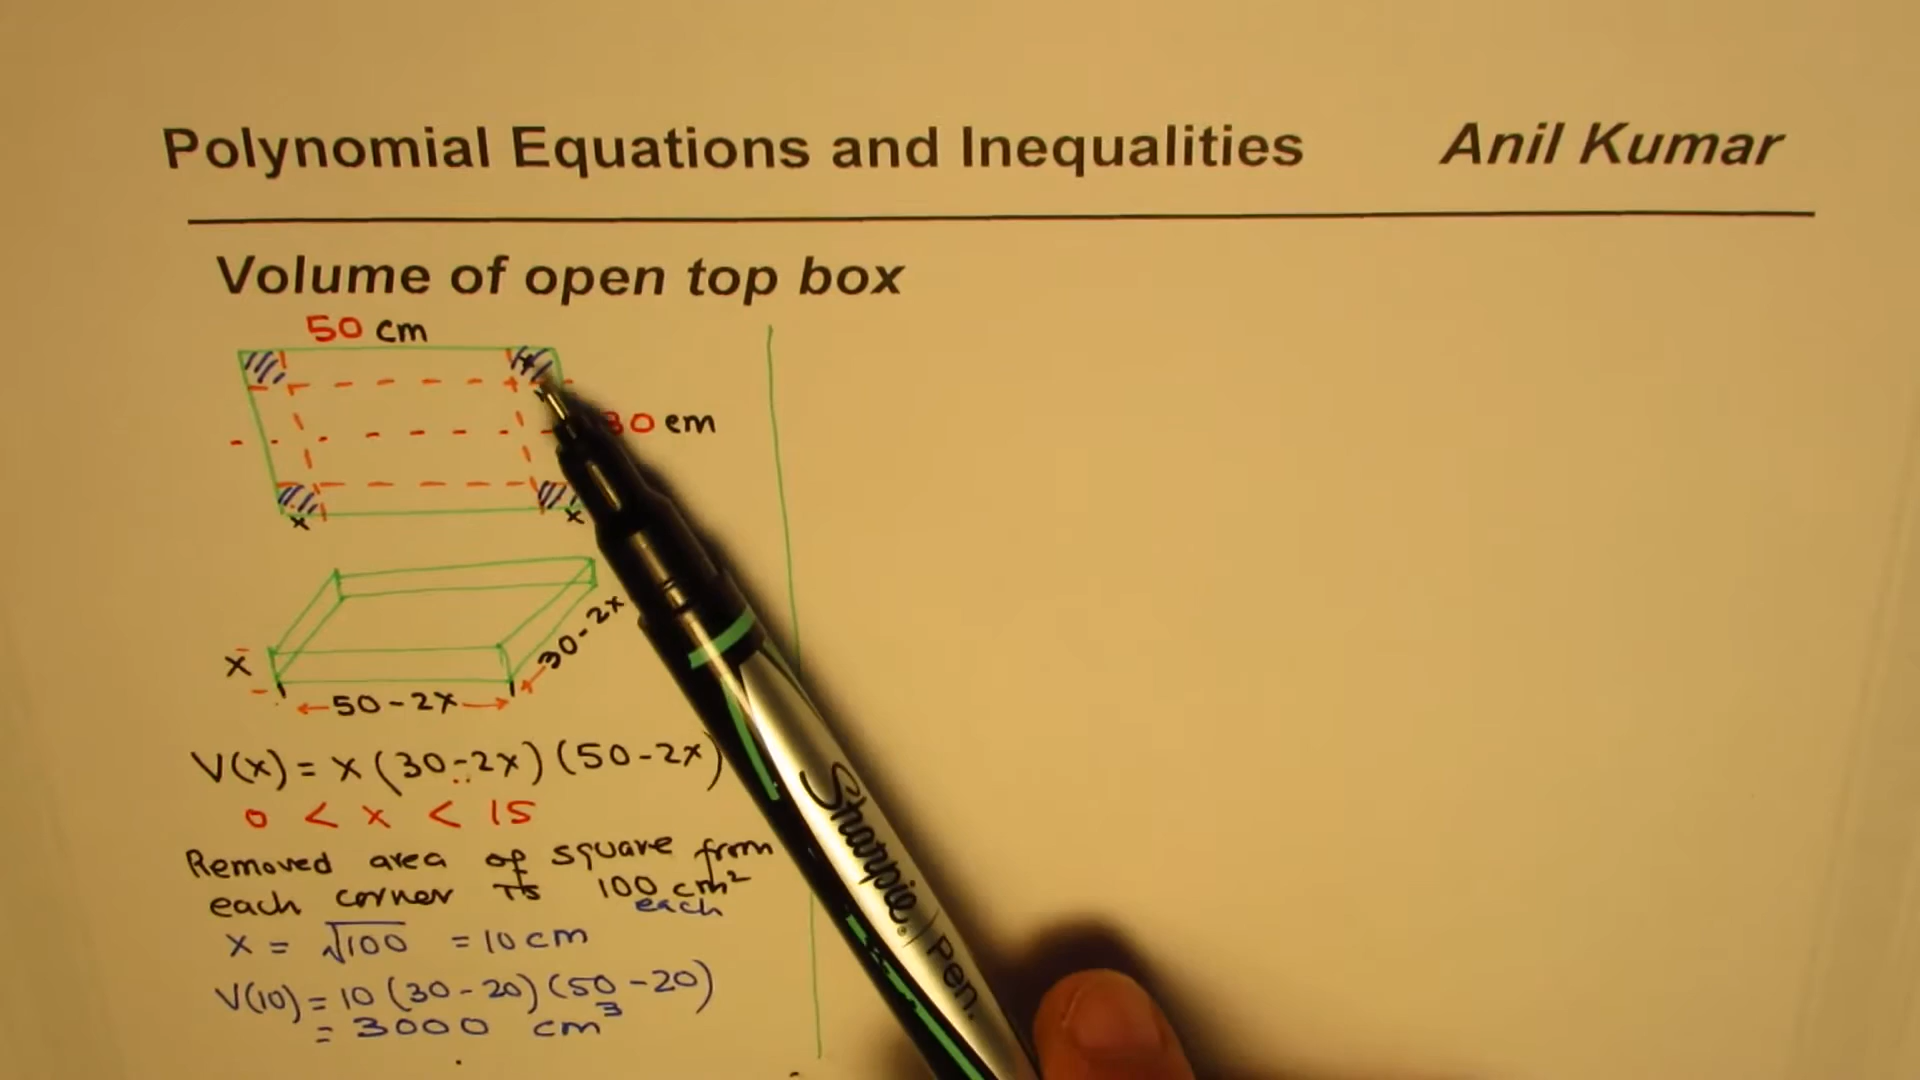 Polynomial Equations and Inequalities Anil Kumar
Volume of open top box
50 cm
30 cm
x x
x
30-2x
50-2x
V(x) = x (30-2x) (50-2x)
0 < x < 15
Removed area of square from
each corner is 100 cm²
each
x = √100 = 10 cm
V(10) = 10 (30-20) (50-20)
= 3000 cm³
Sharpie. Pen.